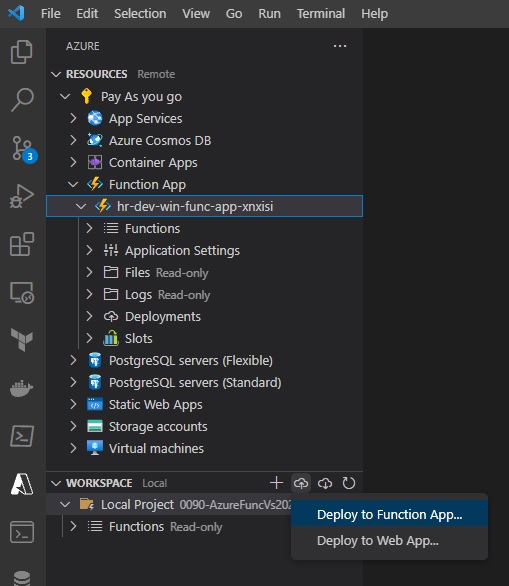 File Edit Selection View Go Run Terminal Help
AZURE
RESOURCES Remote
Pay As you go
App Services
Azure Cosmos DB
Container Apps
Function App
hr-dev-win-func-app-xnxisi
Functions
Application Settings
Files Read-only
Logs Read-only
Deployments
Slots
PostgreSQL servers (Flexible)
PostgreSQL servers (Standard)
Static Web Apps
Storage accounts
Virtual machines
WORKSPACE Local
Local Project 0090-AzureFuncVs202
Deploy to Function App...
Functions Read-only
Deploy to Web App...
3